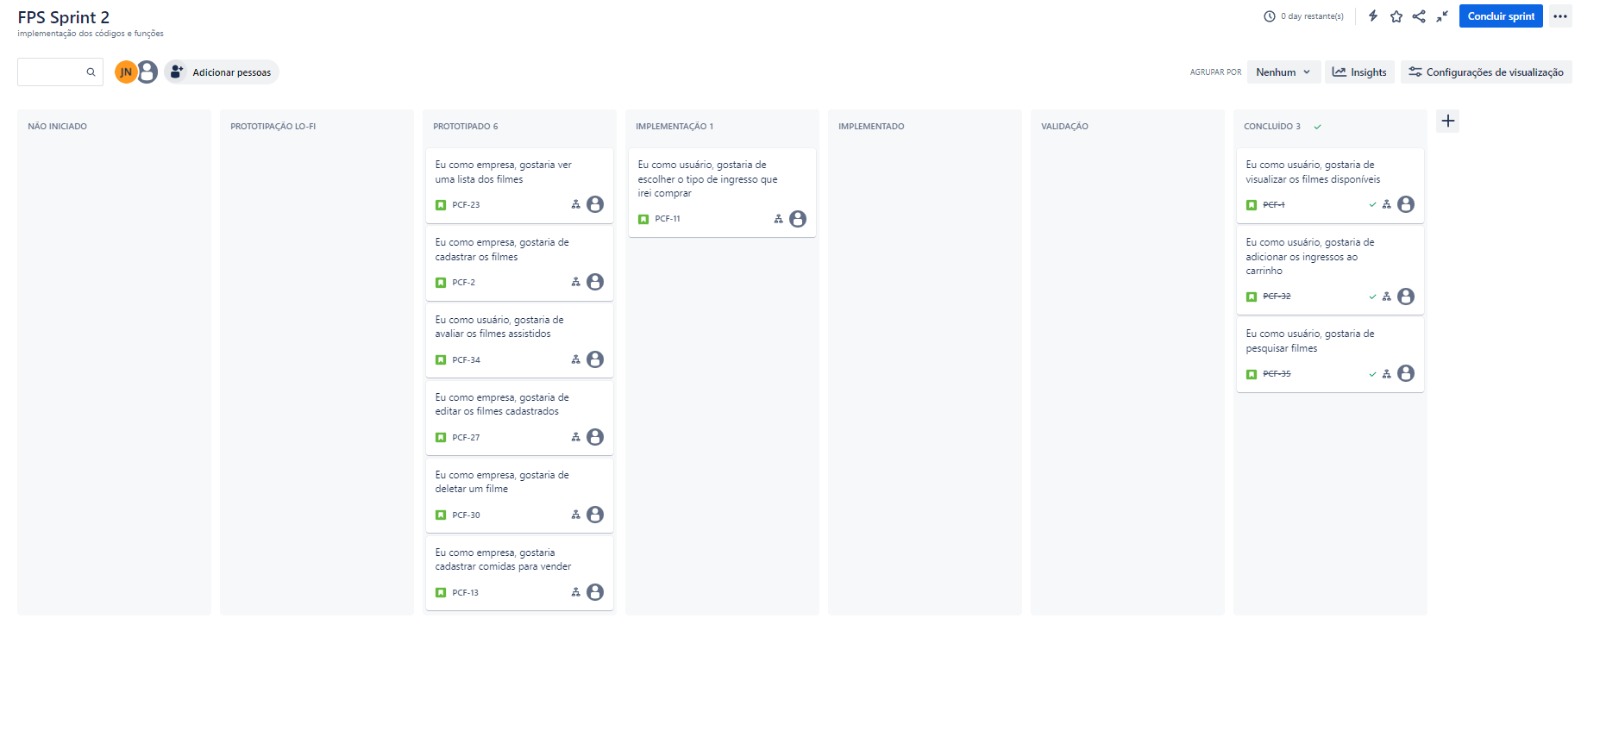 FPS Sprint 2
implementação dos códigos e funções
0 day restante(s)
Concluir sprint
JN
Adicionar pessoas
AGRUPAR POR
Nenhum
Insights
Configurações de visualização
NÃO INICIADO
PROTOTIPAÇÃO LO-FI
PROTOTIPADO 6
Eu como empresa, gostaria ver
uma lista dos filmes
PCF-23
Eu como empresa, gostaria de
cadastrar os filmes
PCF-2
Eu como usuário, gostaria de
avaliar os filmes assistidos
PCF-34
Eu como empresa, gostaria de
editar os filmes cadastrados
PCF-27
Eu como empresa, gostaria de
deletar um filme
PCF-30
Eu como empresa, gostaria
cadastrar comidas para vender
PCF-13
IMPLEMENTAÇÃO 1
Eu como usuário, gostaria de
escolher o tipo de ingresso que
irei comprar
PCF-11
IMPLEMENTADO
VALIDAÇÃO
CONCLUÍDO 3
Eu como usuário, gostaria de
visualizar os filmes disponíveis
PCF-1
Eu como usuário, gostaria de
adicionar os ingressos ao
carrinho
PCF-32
Eu como usuário, gostaria de
pesquisar filmes
PCF-35